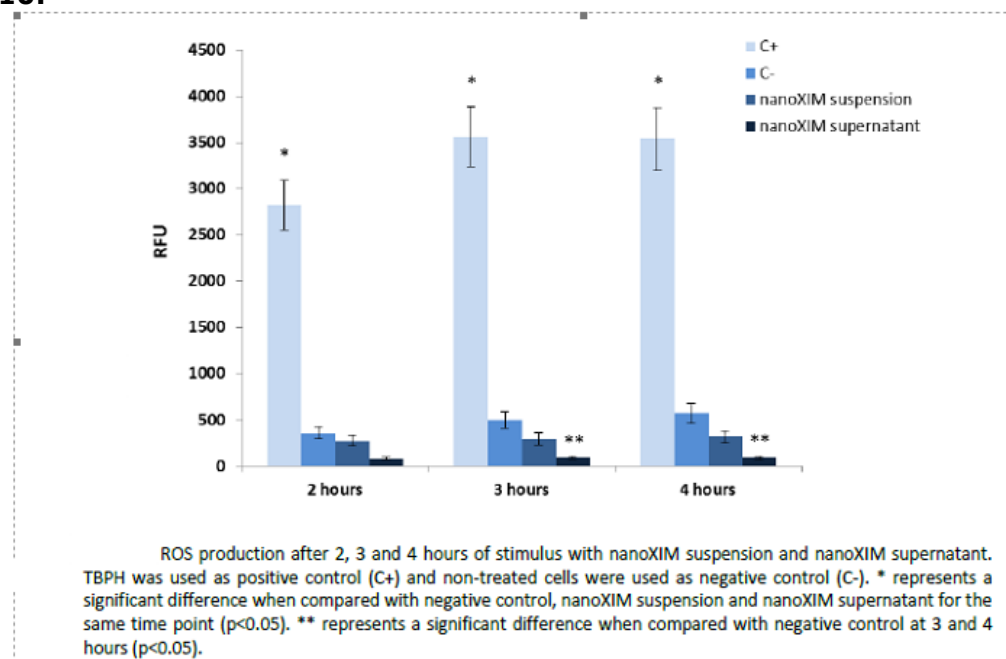 4500
4000
3500
3000
2500
2000
1500
1000
500
0
RFU
*
*
*
**
**
2 hours
3 hours
4 hours
C+
C-
nanoXIM suspension
nanoXIM supernatant
ROS production after 2, 3 and 4 hours of stimulus with nanoXIM suspension and nanoXIM supernatant.
TBPH was used as positive control (C+) and non-treated cells were used as negative control (C-). * represents a
significant difference when compared with negative control, nanoXIM suspension and nanoXIM supernatant for the
same time point (p<0.05). ** represents a significant difference when compared with negative control at 3 and 4
hours (p<0.05).